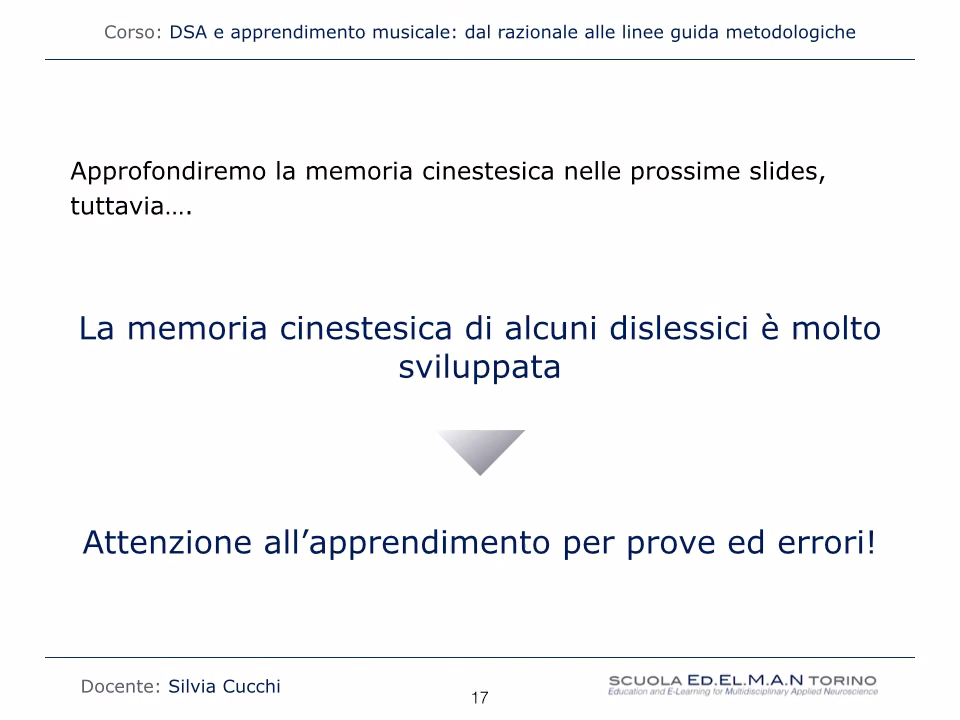 Corso: DSA e apprendimento musicale: dal razionale alle linee guida metodologiche
Approfondiremo la memoria cinestesica nelle prossime slides,
tuttavia….
La memoria cinestesica di alcuni dislessici è molto
sviluppata
Attenzione all’apprendimento per prove ed errori!
Docente: Silvia Cucchi
17
SCUOLA ED.EL.M.A.N TORINO
Education and E-Learning for Multidisciplinary Applied Neuroscience